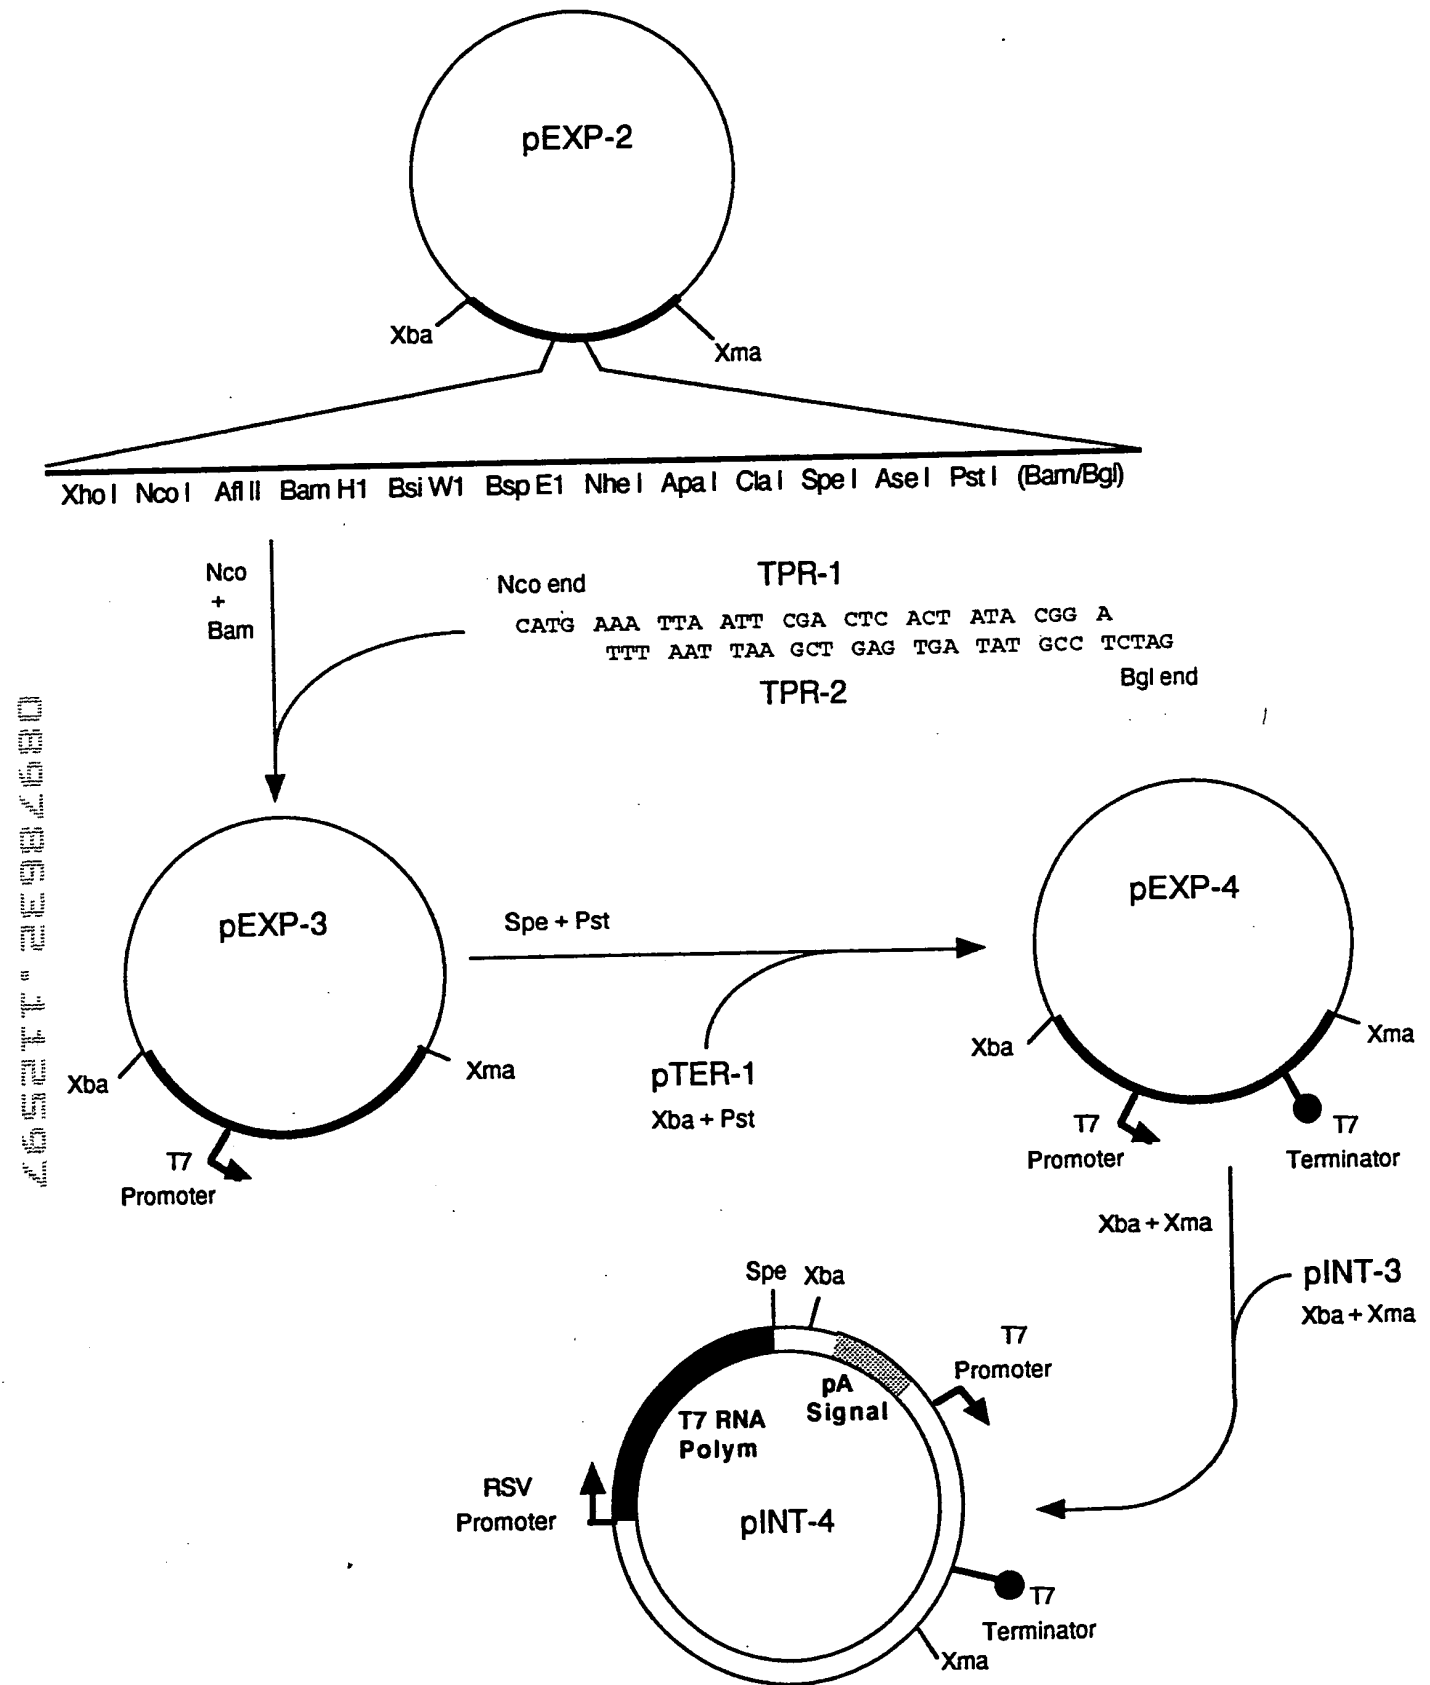 pEXP-2
Xba
Xma
Xho I Nco I Afl II Bam H1 Bsi W1 Bsp E1 Nhe I Apa I Cla I Spe I Ase I Pst I (Bam/Bgl)
Nco
+
Bam
Nco end
TPR-1
CATG AAA TTA ATT CGA CTC ACT ATA CGG A
TTT AAT TAA GCT GAG TGA TAT GCC TCTAG
Bgl end
TPR-2
08978632.112597
pEXP-3
Xba
Xma
T7
Promoter
Spe + Pst
pTER-1
Xba + Pst
pEXP-4
Xba
Xma
T7
Promoter
T7
Terminator
Xba + Xma
pINT-3
Xba + Xma
Spe
Xba
T7
Promoter
pA
Signal
T7 RNA
Polym
RSV
Promoter
pINT-4
T7
Terminator
Xma